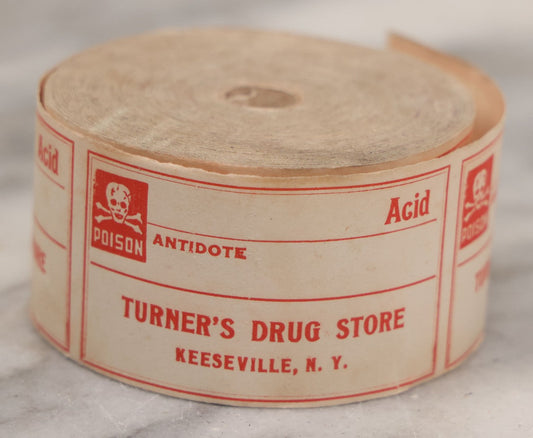 Acid
POISON
ANTIDOTE
TURNER'S DRUG STORE
KEESEVILLE, N. Y.
Acid
POISON